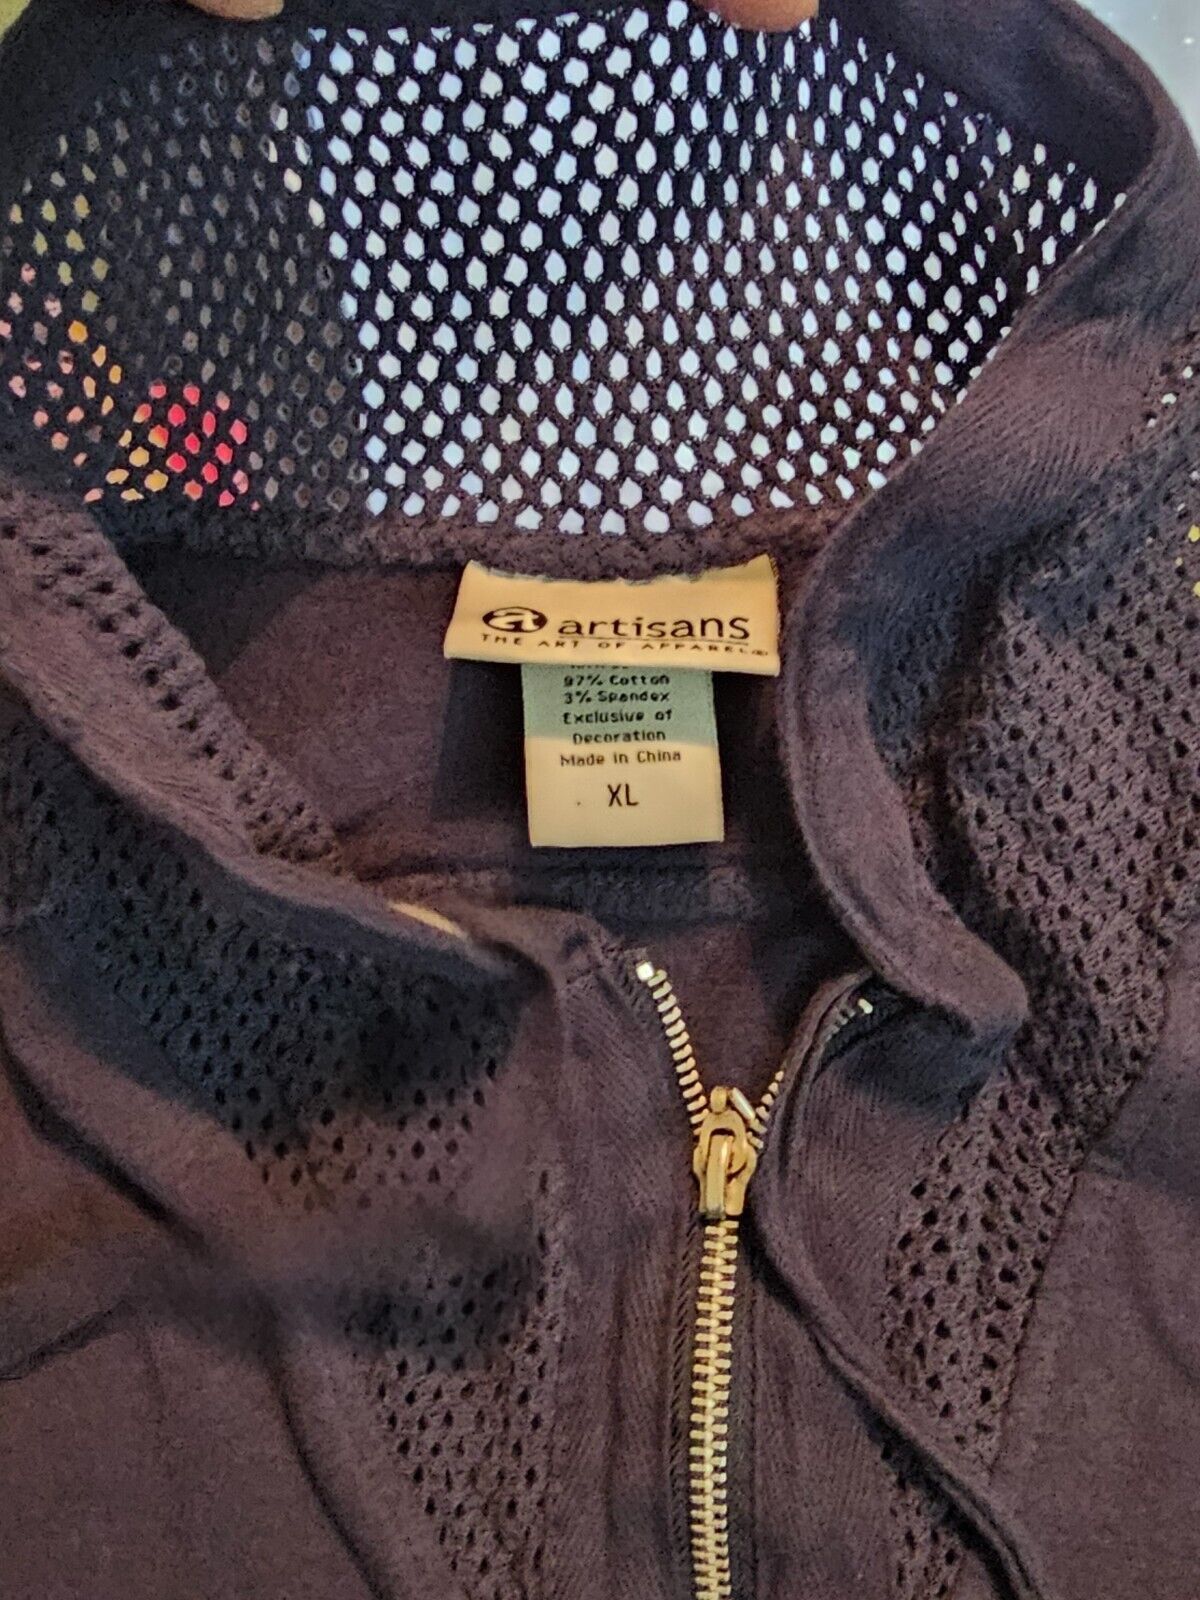 a artisans
THE ART OF APPAREL®
97% Cotton
3% Spandex
Exclusive of
Decoration
Made in China
XL